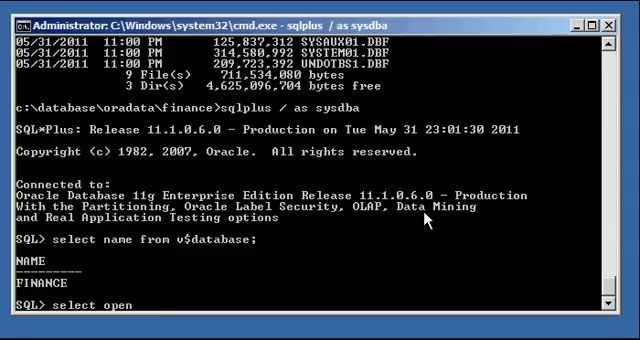 Administrator: C:\Windows\system32\cmd.exe - sqlplus / as sysdba
05/31/2011 11:00 PM 125,837,312 SYSAUX01.DBF
05/31/2011 11:00 PM 314,580,992 SYSTEM01.DBF
05/31/2011 11:00 PM 209,723,392 UNDOTBS1.DBF
9 File(s) 711,534,080 bytes
3 Dir(s) 4,625,096,704 bytes free
c:\database\oradata\finance>sqlplus / as sysdba
SQL*Plus: Release 11.1.0.6.0 - Production on Tue May 31 23:01:30 2011
Copyright (c) 1982, 2007, Oracle. All rights reserved.
Connected to:
Oracle Database 11g Enterprise Edition Release 11.1.0.6.0 - Production
With the Partitioning, Oracle Label Security, OLAP, Data Mining
and Real Application Testing options
SQL> select name from v$database;
NAME
---------
FINANCE
SQL> select open